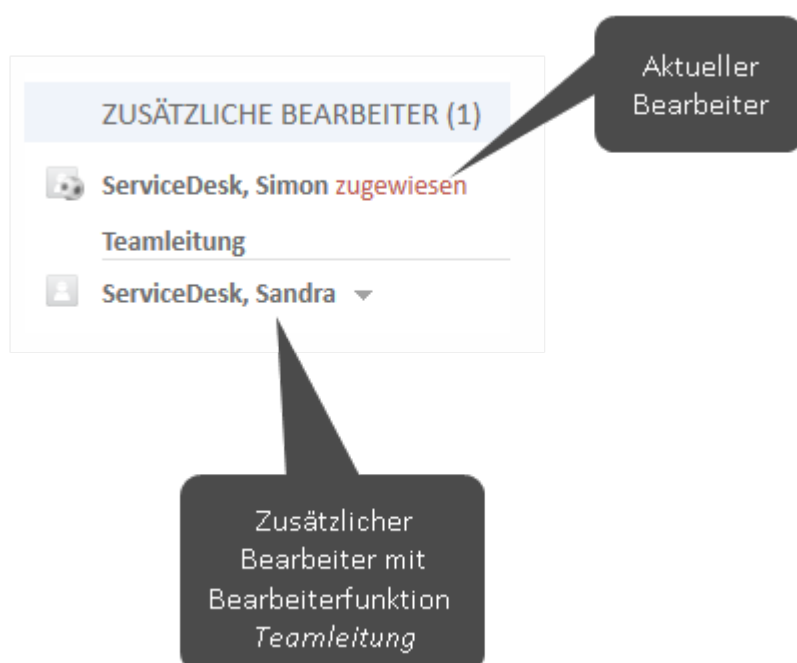 Aktueller
Bearbeiter
ZUSÄTZLICHE BEARBEITER (1)
ServiceDesk, Simon zugewiesen
Teamleitung
ServiceDesk, Sandra
Zusätzlicher
Bearbeiter mit
Bearbeiterfunktion
Teamleitung